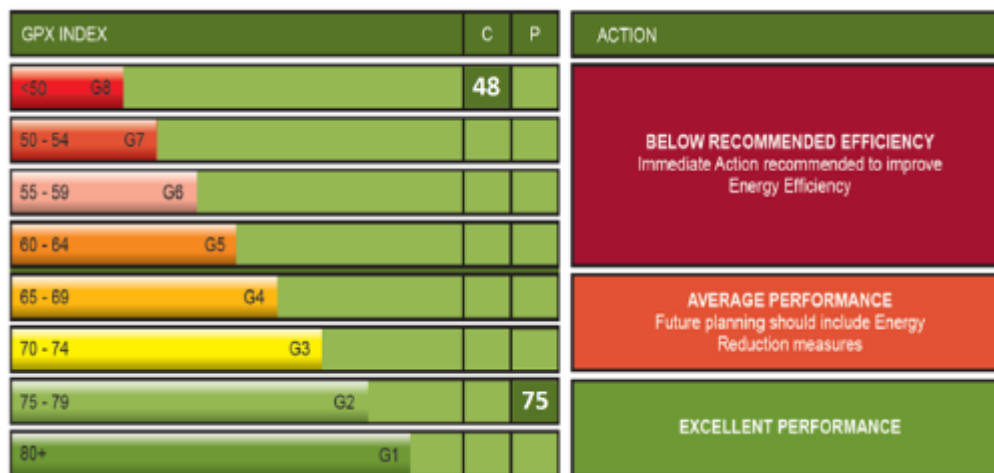 GPX INDEX C P
<50 G8 48
50 - 54 G7
55 - 59 G6
60 - 64 G5
65 - 69 G4
70 - 74 G3
75 - 79 G2 75
80+ G1
ACTION
BELOW RECOMMENDED EFFICIENCY
Immediate Action recommended to improve
Energy Efficiency
AVERAGE PERFORMANCE
Future planning should include Energy
Reduction measures
EXCELLENT PERFORMANCE